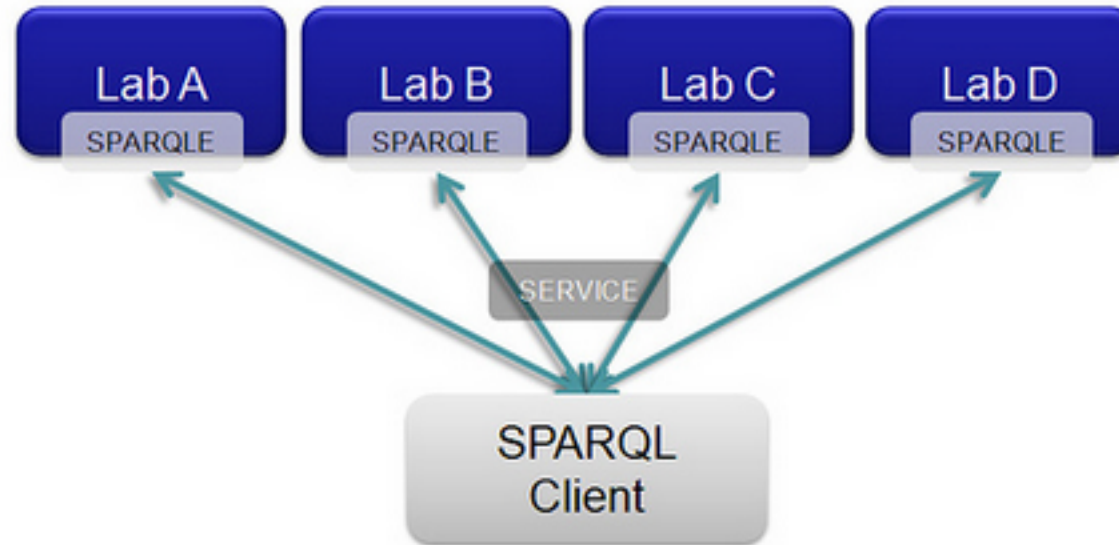 Lab A
SPARQLE
Lab B
SPARQLE
Lab C
SPARQLE
Lab D
SPARQLE
SERVICE
SPARQL
Client